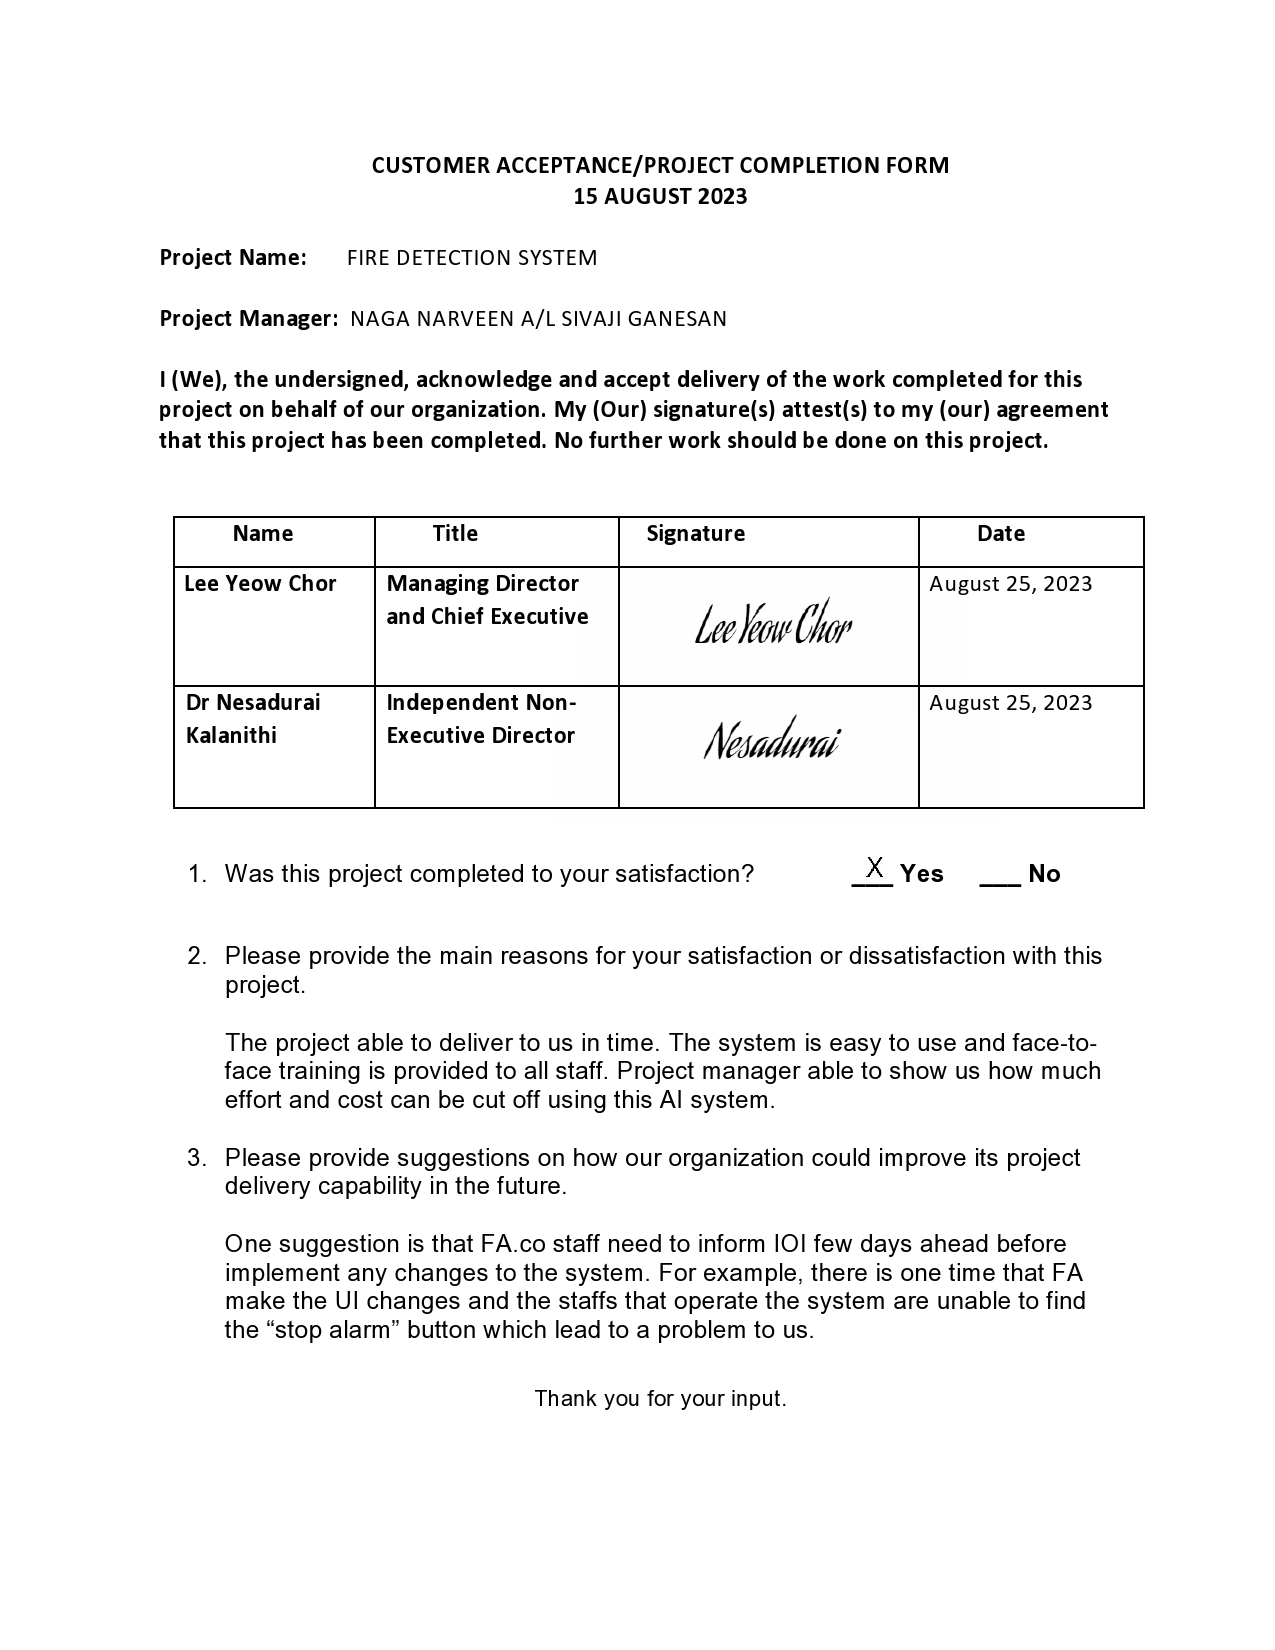 CUSTOMER ACCEPTANCE/PROJECT COMPLETION FORM
15 AUGUST 2023
Project Name: FIRE DETECTION SYSTEM
Project Manager: NAGA NARVEEN A/L SIVAJI GANESAN
I (We), the undersigned, acknowledge and accept delivery of the work completed for this
project on behalf of our organization. My (Our) signature(s) attest(s) to my (our) agreement
that this project has been completed. No further work should be done on this project.
Name Title Signature Date
Lee Yeow Chor Managing Director August 25, 2023
and Chief Executive Lee Yeow Chor
Dr Nesadurai Independent Non- August 25, 2023
Kalanithi Executive Director Nesadurai
1. Was this project completed to your satisfaction? _X_ Yes ___ No
2. Please provide the main reasons for your satisfaction or dissatisfaction with this
project.
The project able to deliver to us in time. The system is easy to use and face-to-
face training is provided to all staff. Project manager able to show us how much
effort and cost can be cut off using this AI system.
3. Please provide suggestions on how our organization could improve its project
delivery capability in the future.
One suggestion is that FA.co staff need to inform IOI few days ahead before
implement any changes to the system. For example, there is one time that FA
make the UI changes and the staffs that operate the system are unable to find
the “stop alarm” button which lead to a problem to us.
Thank you for your input.